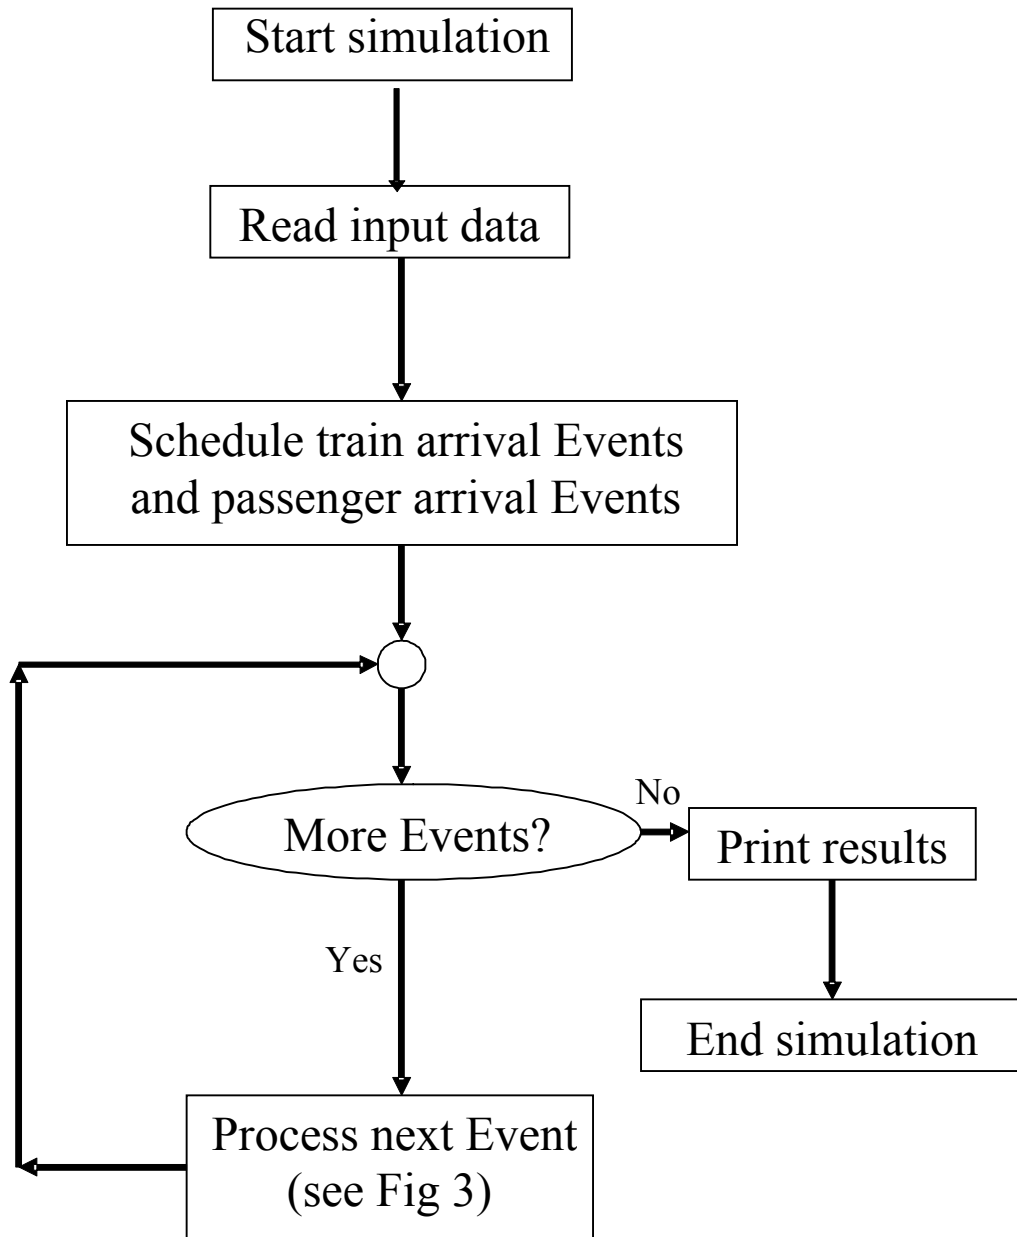 Start simulation
Read input data
Schedule train arrival Events
and passenger arrival Events
More Events?
No
Print results
Yes
End simulation
Process next Event
(see Fig 3)